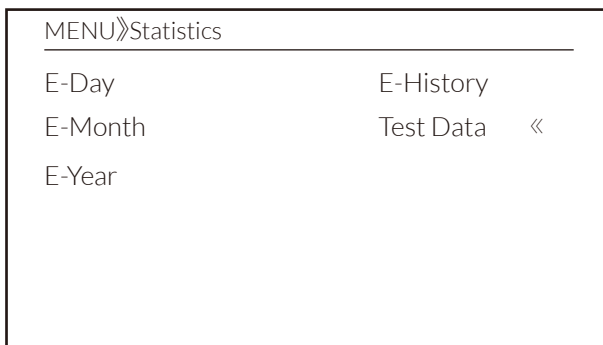 MENU》Statistics
E-Day E-History
E-Month Test Data «
E-Year